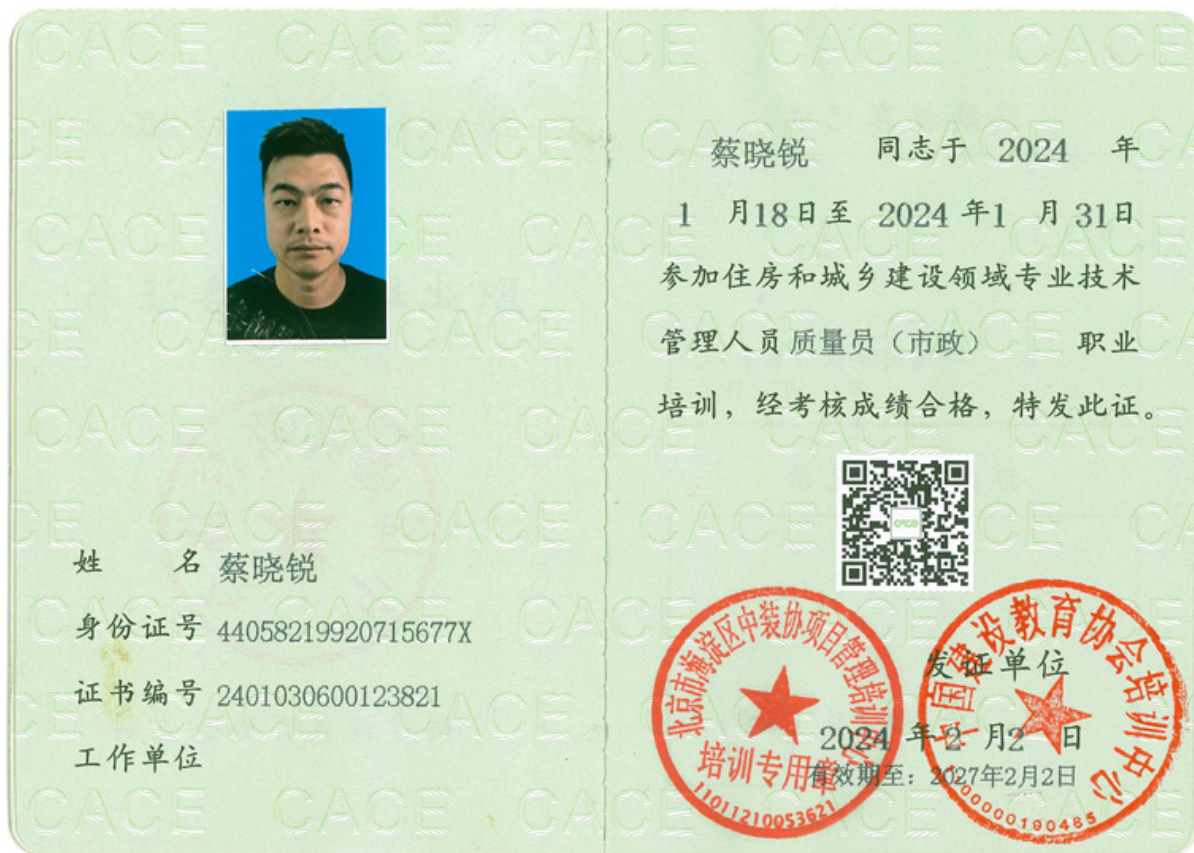 姓 名 蔡晓锐
身份证号 44058219920715677X
证书编号 2401030600123821
工作单位
蔡晓锐 同志于 2024 年
1 月18日至 2024 年1 月 31日
参加住房和城乡建设领域专业技术
管理人员质量员（市政） 职业
培训，经考核成绩合格，特发此证。
CACE
发证单位
2024 年2 月2 日
有效期至：2027年2月2日
北京市海淀区中装协项目管理培训中心
培训专用章
11011210053621
中国建设教育协会培训中心